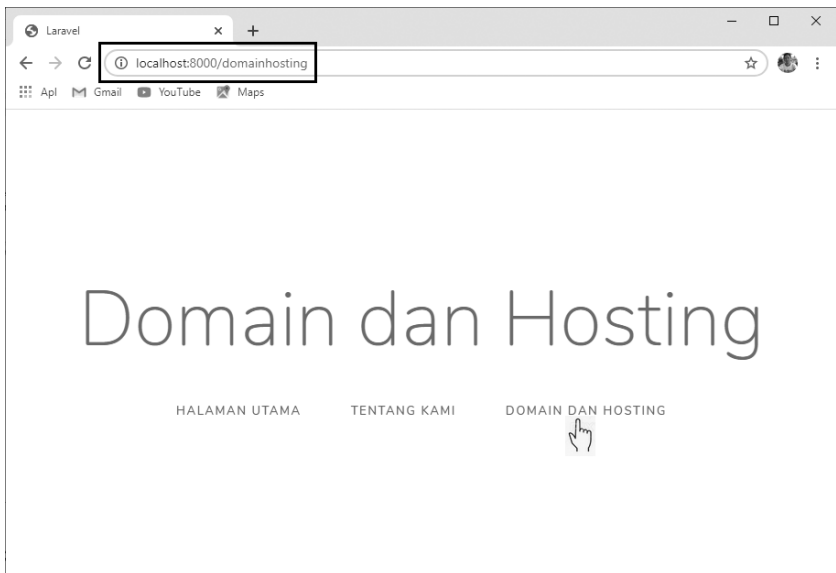 Laravel
localhost:8000/domainhosting
Apl Gmail YouTube Maps
Domain dan Hosting
HALAMAN UTAMA TENTANG KAMI DOMAIN DAN HOSTING